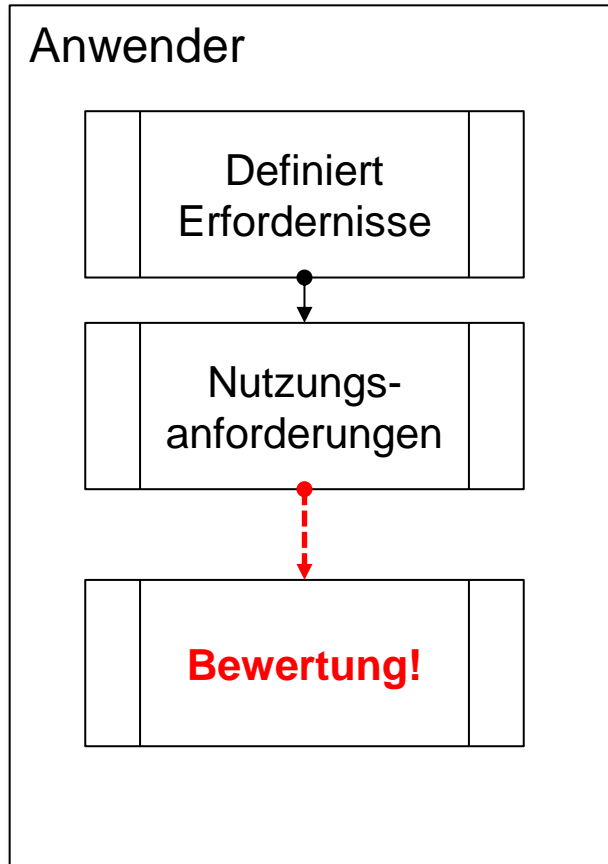 Anwender
Definiert
Erfordernisse
Nutzungs-
anforderungen
Bewertung!